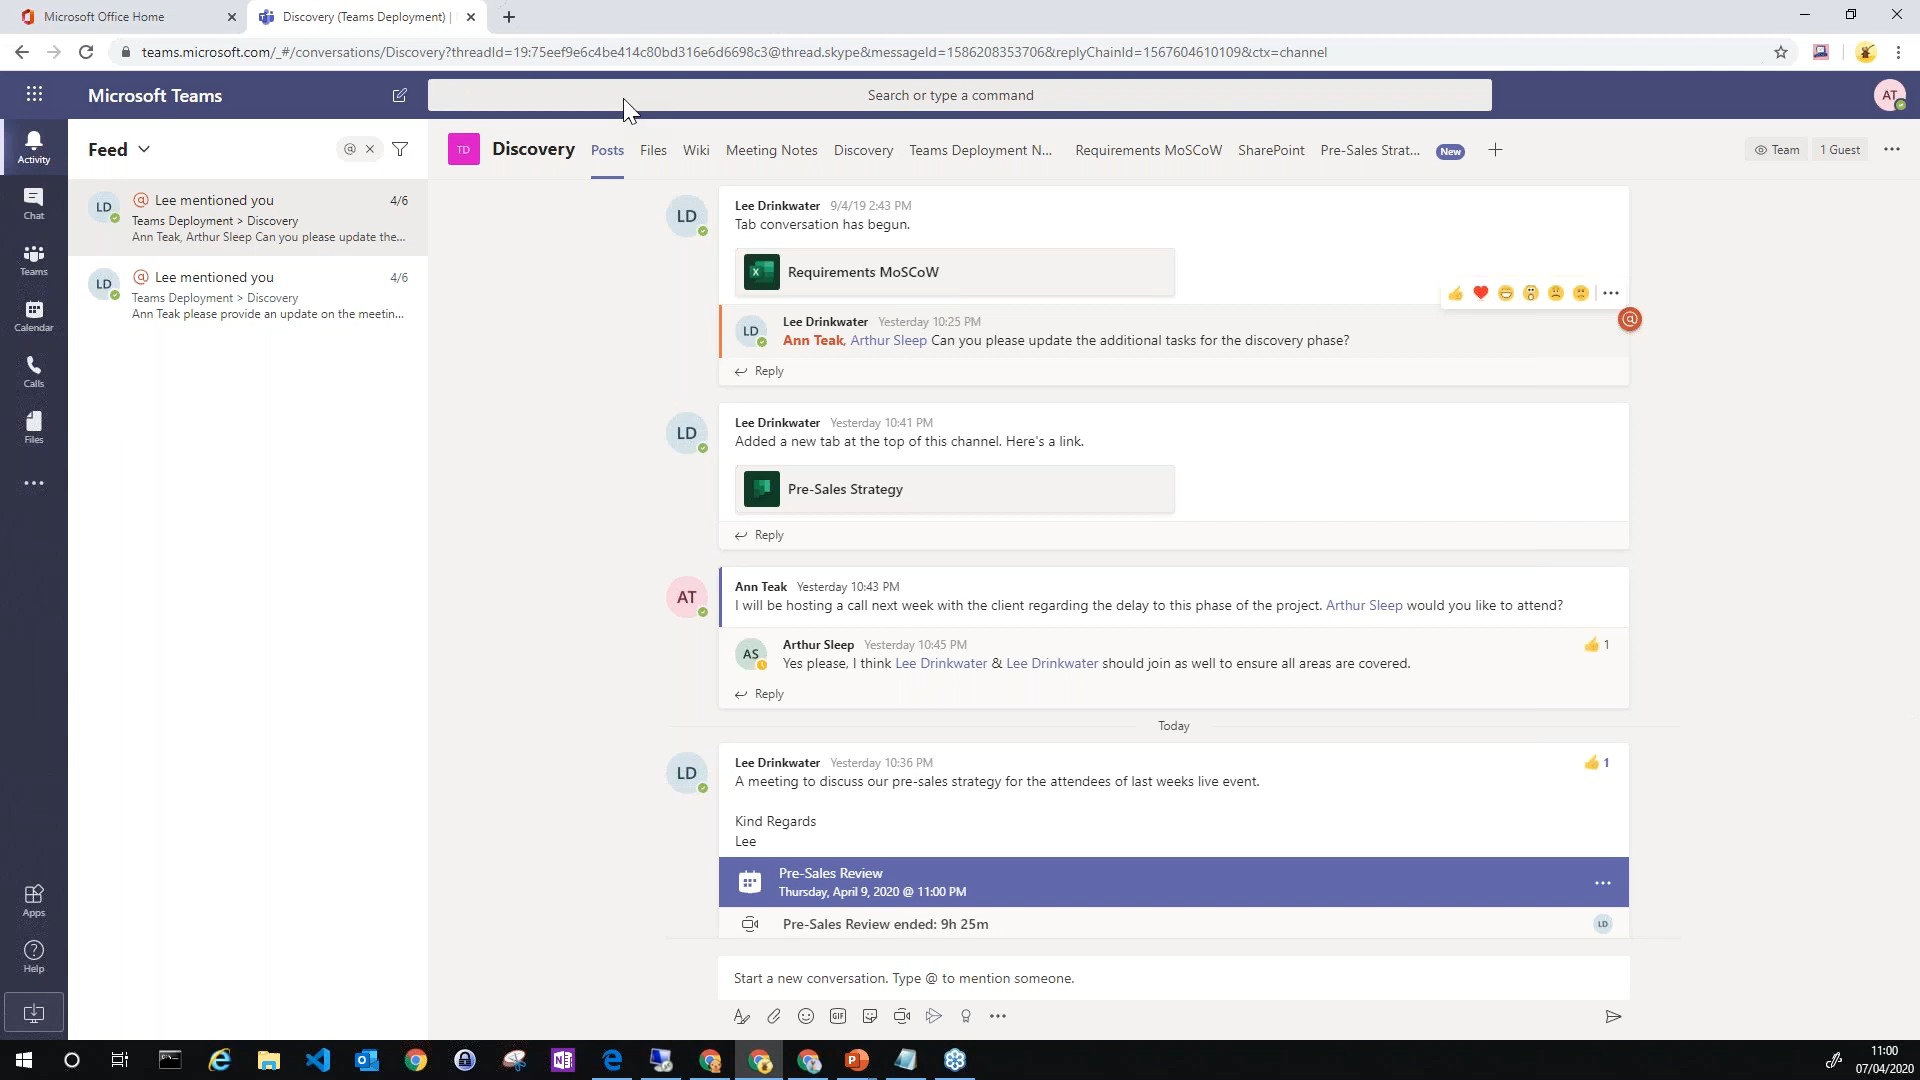 Microsoft Office Home
Discovery (Teams Deployment) |
teams.microsoft.com/_#/conversations/Discovery?threadId=19:75eef9e6c4be414c80bd316e6d6698c3@thread.skype&messageId=1586208353706&replyChainId=1567604610109&ctx=channel
Microsoft Teams
Search or type a command
AT
Activity
Chat
Teams
Calendar
Calls
Files
Apps
Help
Feed
@
LD
@ Lee mentioned you 4/6
Teams Deployment > Discovery
Ann Teak, Arthur Sleep Can you please update the...
LD
@ Lee mentioned you 4/6
Teams Deployment > Discovery
Ann Teak please provide an update on the meetin...
TD Discovery Posts Files Wiki Meeting Notes Discovery Teams Deployment N... Requirements MoSCoW SharePoint Pre-Sales Strat... New
Team 1 Guest
LD
Lee Drinkwater 9/4/19 2:43 PM
Tab conversation has begun.
Requirements MoSCoW
@
LD
Lee Drinkwater Yesterday 10:25 PM
Ann Teak, Arthur Sleep Can you please update the additional tasks for the discovery phase?
Reply
LD
Lee Drinkwater Yesterday 10:41 PM
Added a new tab at the top of this channel. Here's a link.
Pre-Sales Strategy
Reply
AT
Ann Teak Yesterday 10:43 PM
I will be hosting a call next week with the client regarding the delay to this phase of the project. Arthur Sleep would you like to attend?
AS
Arthur Sleep Yesterday 10:45 PM
1
Yes please, I think Lee Drinkwater & Lee Drinkwater should join as well to ensure all areas are covered.
Reply
Today
LD
Lee Drinkwater Yesterday 10:36 PM
1
A meeting to discuss our pre-sales strategy for the attendees of last weeks live event.
Kind Regards
Lee
Pre-Sales Review
Thursday, April 9, 2020 @ 11:00 PM
Pre-Sales Review ended: 9h 25m
LD
Start a new conversation. Type @ to mention someone.
GIF
11:00
07/04/2020